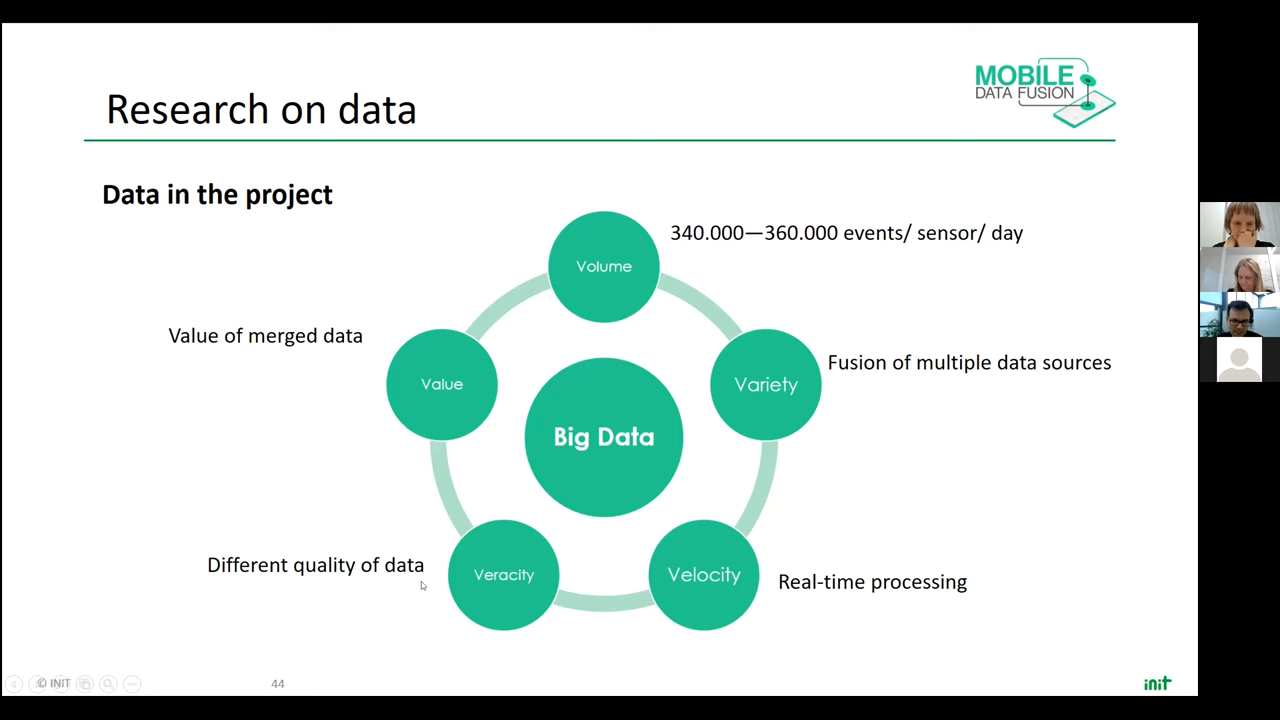 MOBILE
DATA FUSION
Research on data
Data in the project
340.000—360.000 events/ sensor/ day
Volume
Value of merged data
Fusion of multiple data sources
Value
Variety
Big Data
Different quality of data
Veracity
Velocity
Real-time processing
© INIT
44
init